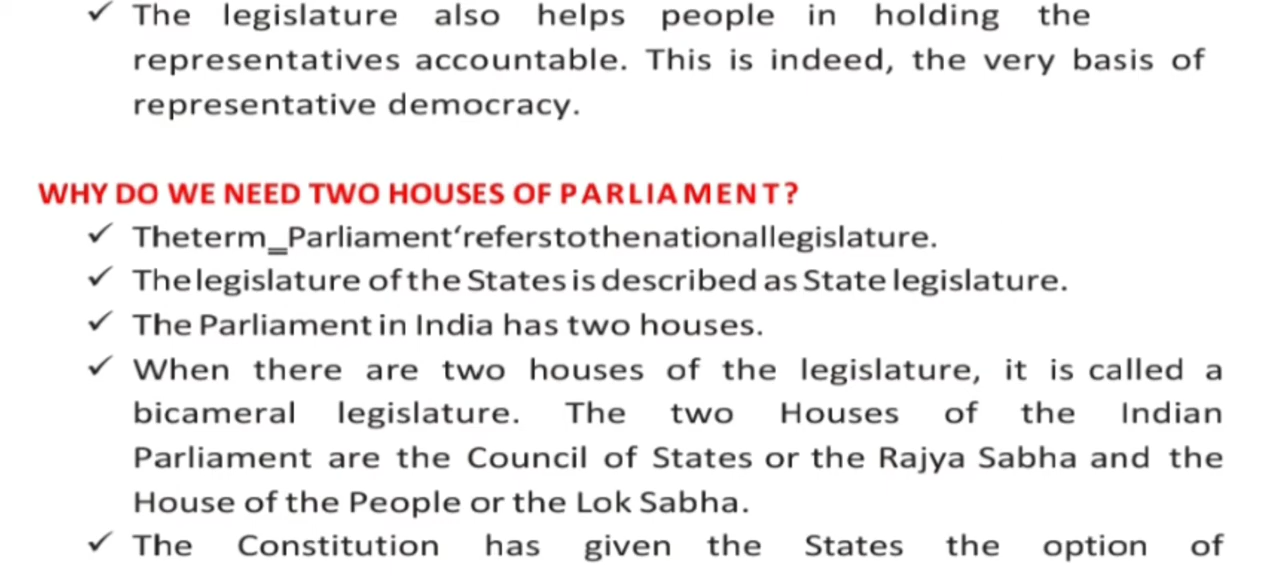 ✓ The legislature also helps people in holding the
representatives accountable. This is indeed, the very basis of
representative democracy.
WHY DO WE NEED TWO HOUSES OF PARLIAMENT?
✓ Theterm‗Parliament‘referstothenationallegislature.
✓ The legislature of the States is described as State legislature.
✓ The Parliament in India has two houses.
✓ When there are two houses of the legislature, it is called a
bicameral legislature. The two Houses of the Indian
Parliament are the Council of States or the Rajya Sabha and the
House of the People or the Lok Sabha.
✓ The Constitution has given the States the option of